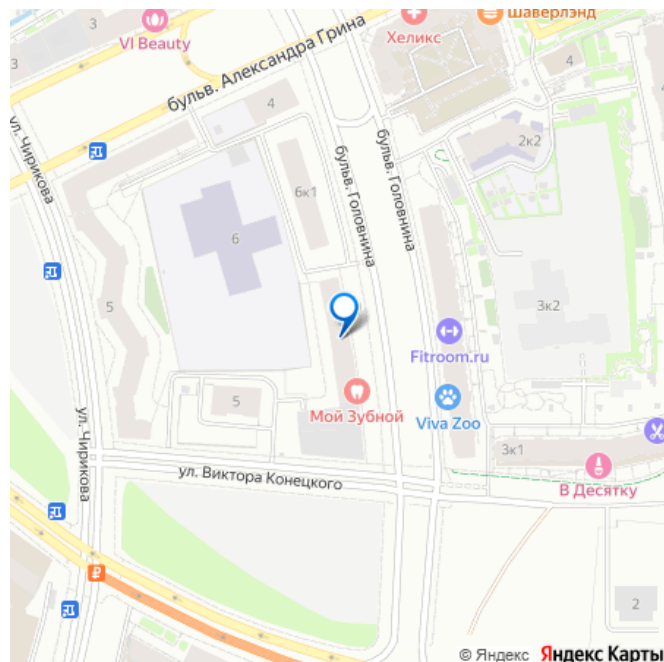 Шаверлэнд
3
VI Beauty
Хеликс
3
4
бульв. Александра Грина
4
2к2
ул. Чирикова
6к1
бульв. Головнина
бульв. Головнина
6
5
3к2
Fitroom.ru
5
Мой Зубной
Viva Zoo
ул. Чирикова
3к1
ул. Виктора Конецкого
В Десятку
₽
2
© Яндекс Яндекс Карты